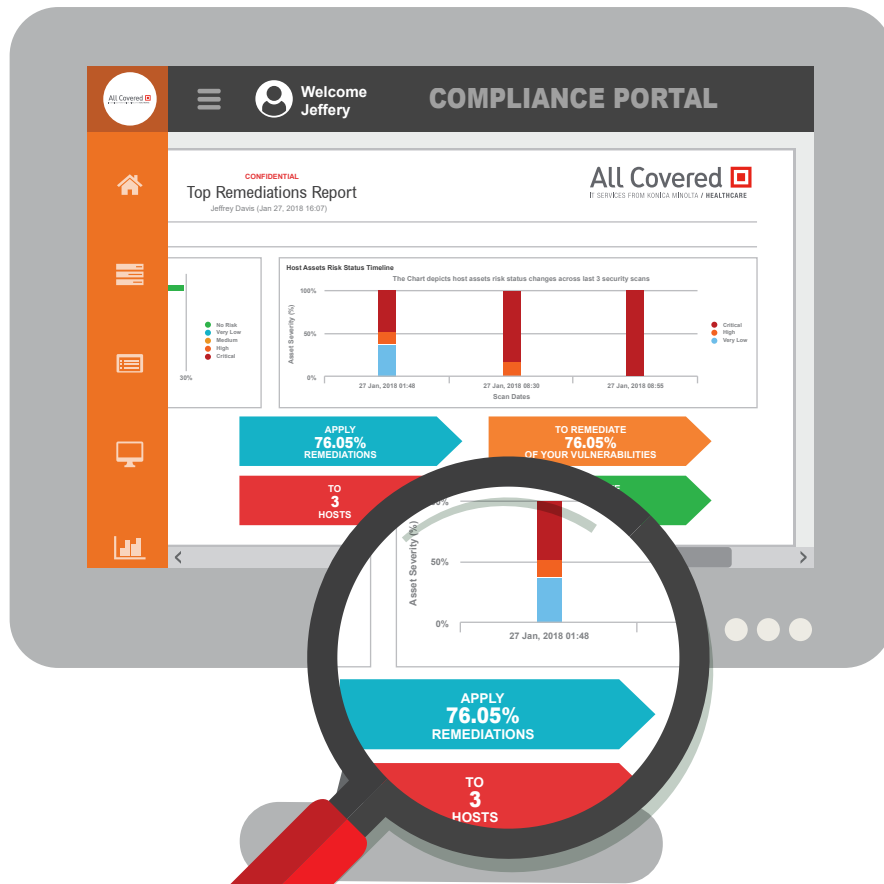 All Covered
Welcome
Jeffery
COMPLIANCE PORTAL
CONFIDENTIAL
Top Remediations Report
Jeffrey Davis (Jan 27, 2018 16:07)
All Covered
IT SERVICES FROM KONICA MINOLTA / HEALTHCARE
No Risk
Very Low
Medium
High
Critical
30%
Host Assets Risk Status Timeline
The Chart depicts host assets risk status changes across last 3 security scans
Asset Severity (%)
100%
50%
0%
27 Jan, 2018 01:48
27 Jan, 2018 08:30
27 Jan, 2018 08:55
Scan Dates
Critical
High
Very Low
APPLY
76.05%
REMEDIATIONS
TO REMEDIATE
76.05%
OF YOUR VULNERABILITIES
TO
3
HOSTS
Asset Severity (%)
50%
0%
27 Jan, 2018 01:48
APPLY
76.05%
REMEDIATIONS
TO
3
HOSTS